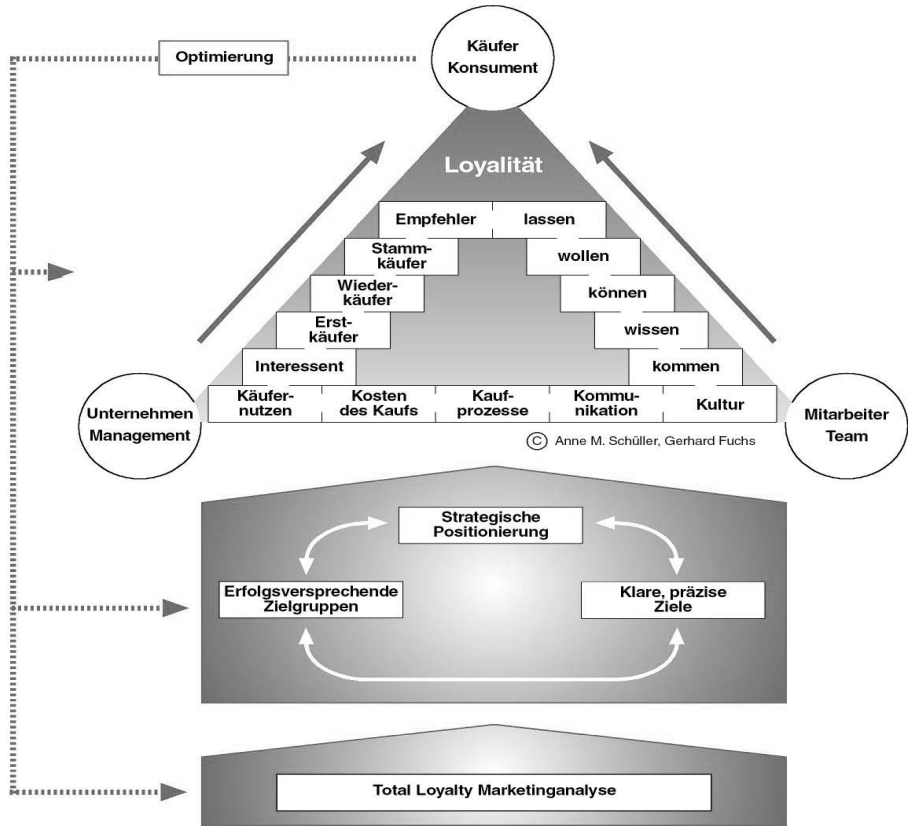 Käufer
Konsument
Optimierung
Loyalität
Empfehler
lassen
Stamm-
käufer
wollen
Wieder-
käufer
können
Erst-
käufer
wissen
Interessent
kommen
Käufer-
nutzen
Kosten
des Kaufs
Kauf-
prozesse
Kommu-
nikation
Kultur
Unternehmen
Management
Mitarbeiter
Team
© Anne M. Schüller, Gerhard Fuchs
Strategische
Positionierung
Erfolgsversprechende
Zielgruppen
Klare, präzise
Ziele
Total Loyalty Marketinganalyse